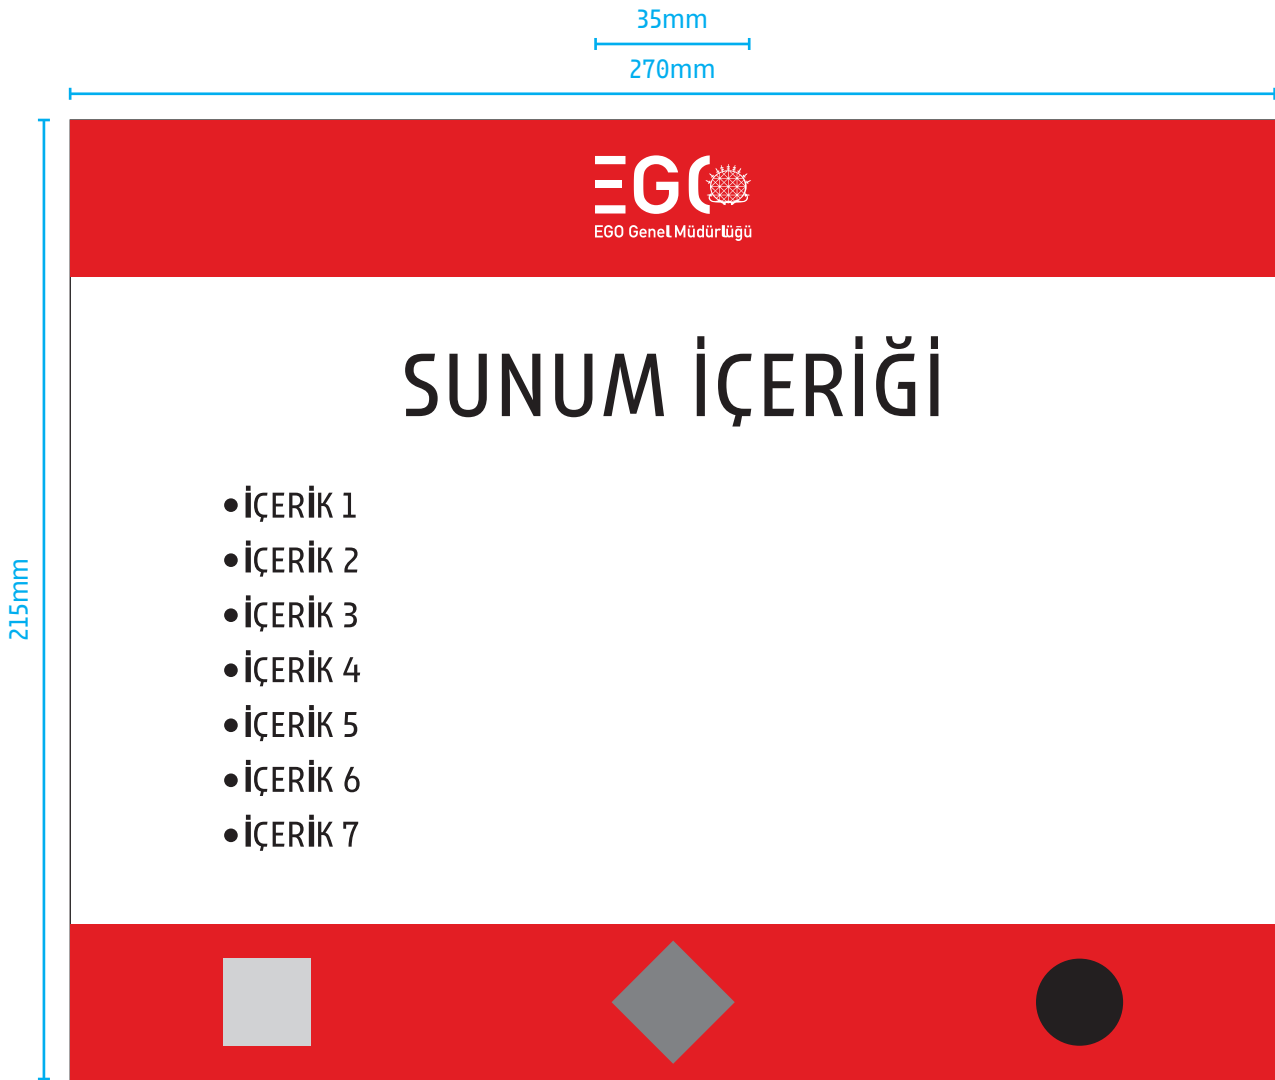 35mm
270mm
EGO
EGO Genel Müdürlüğü
SUNUM İÇERİĞİ
•İÇERİK 1
•İÇERİK 2
•İÇERİK 3
•İÇERİK 4
•İÇERİK 5
•İÇERİK 6
•İÇERİK 7
215mm